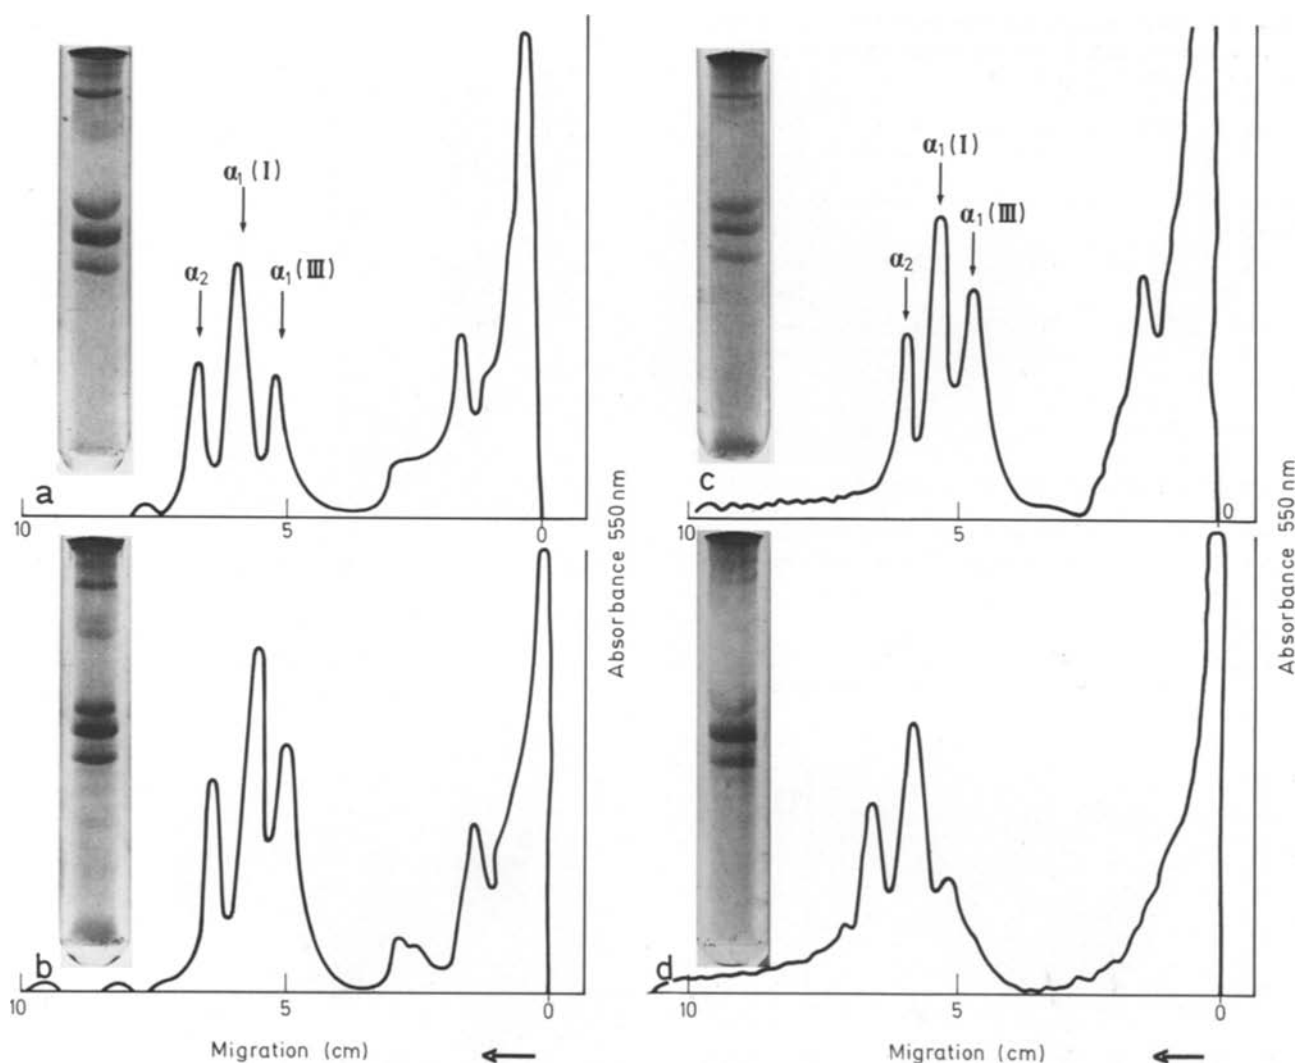 α₁ (I)
α₂
α₁ (III)
a
10
5
0
α₁ (I)
α₁ (III)
α₂
c
10
5
0
Absorbance 550 nm
Absorbance 550 nm
b
10
5
0
d
10
5
0
Migration (cm)
Migration (cm)